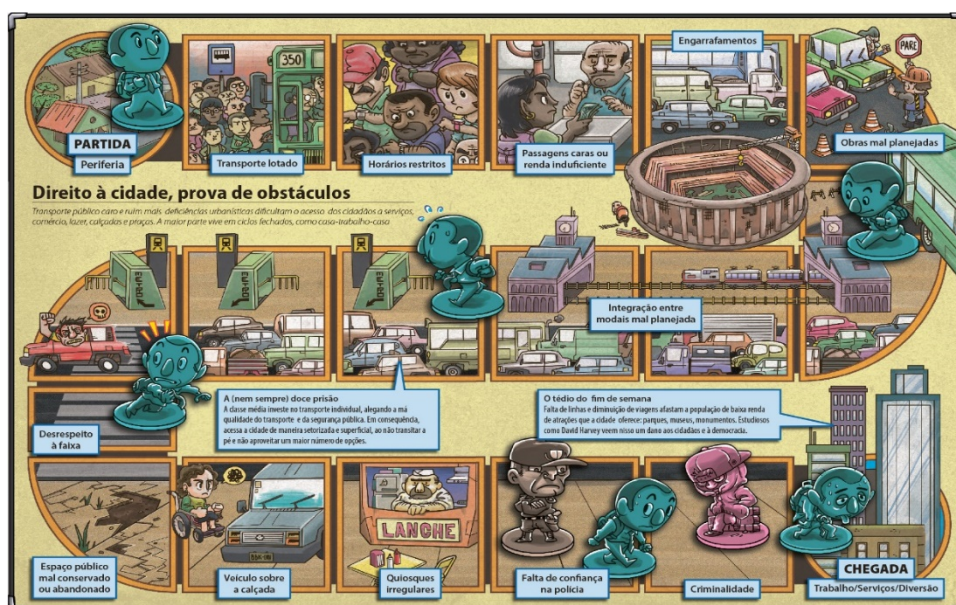 PARTIDA
Periferia
350
Transporte lotado
Horários restritos
Passagens caras ou
renda induficiente
Engarrafamentos
PARE
Obras mal planejadas
Direito à cidade, prova de obstáculos
Transporte público caro e ruim mais deficiências urbanísticas dificultam o acesso dos cidadãos a serviços,
comércio, lazer, calçadas e praças. A maior parte vive em ciclos fechados, como casa-trabalho-casa
METRÔ
METRÔ
METRÔ
Integração entre
modais mal planejada
Desrespeito
à faixa
A (nem sempre) doce prisão
A classe média investe no transporte individual, alegando a má
qualidade do transporte e da segurança pública. Em consequência,
acessa a cidade de maneira setorizada e superficial, ao não transitar a
pé e não aproveitar um maior número de opções.
O tédio do fim de semana
Falta de linhas e diminuição de viagens afastam a população de baixa renda
de atrações que a cidade oferece: parques, museus, monumentos. Estudiosos
como David Harvey veem nisso um dano aos cidadãos e à democracia.
Espaço público
mal conservado
ou abandonado
Veículo sobre
a calçada
LANCHE
Quiosques
irregulares
Falta de confiança
na polícia
Criminalidade
CHEGADA
Trabalho/Serviços/Diversão